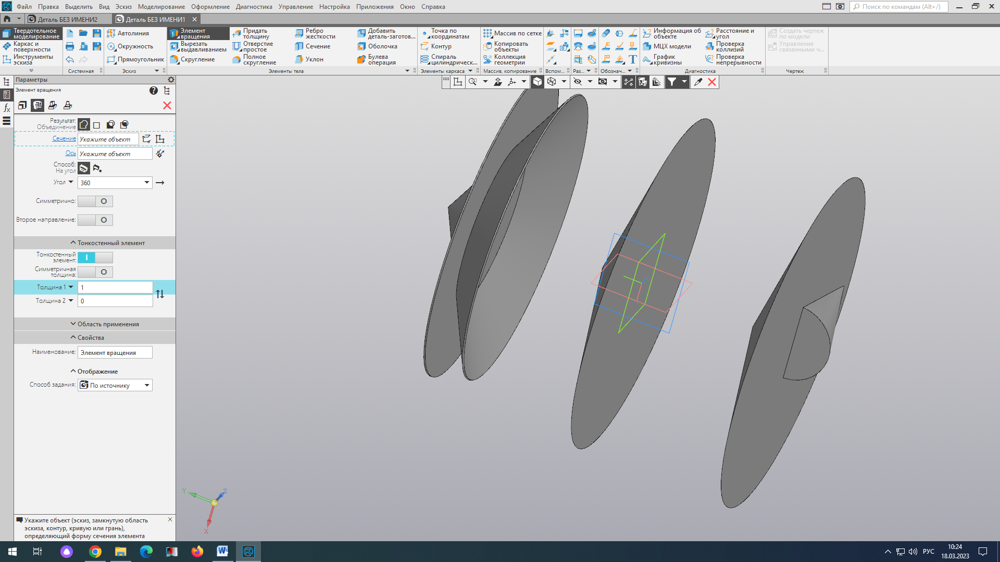 Файл Правка Выделить Вид Эскиз Моделирование Оформление Диагностика Управление Настройка Приложения Окно Справка
Поиск по командам (Alt+/)
Деталь БЕЗ ИМЕНИ2
Деталь БЕЗ ИМЕНИ1
Твердотельное моделирование
Каркас и поверхности
Инструменты эскиза
Системная
Автолиния
Окружность
Прямоугольник
Эскиз
Элемент вращения
Вырезать выдавливанием
Скругление
Придать толщину
Отверстие простое
Полное скругление
Ребро жесткости
Сечение
Уклон
Добавить деталь-заготов...
Оболочка
Булева операция
Элементы тела
Точка по координатам
Контур
Спираль цилиндрическ...
Элементы каркаса
Массив по сетке
Копировать объекты
Коллекция геометрии
Массив, копирование
Вспом...
Раз...
Обознач...
Информация об объекте
МЦХ модели
График кривизны
Расстояние и угол
Проверка коллизий
Проверка непрерывности
Диагностика
Создать чертеж по модели
Управление связанными ч...
Чертеж
Параметры
Элемент вращения
Результат:
Объединение
Сечение Укажите объект
Ось Укажите объект
Способ:
На угол
Угол 360
Симметрично:
Второе направление:
Тонкостенный элемент
Тонкостенный
элемент:
Симметричная
толщина:
Толщина 1 1
Толщина 2 0
Область применения
Свойства
Наименование: Элемент вращения
Отображение
Способ задания: По источнику
Укажите объект (эскиз, замкнутую область
эскиза, контур, кривую или грань),
определяющий форму сечения элемента
Y
Z
X
РУС
10:24
18.03.2023